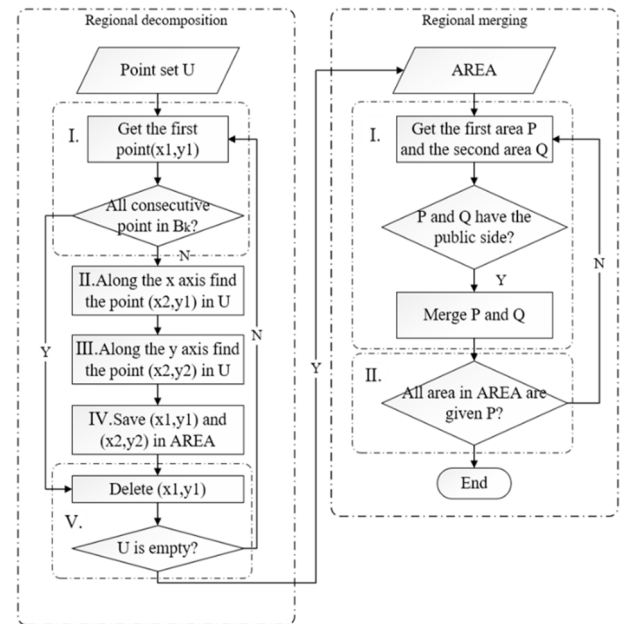 Regional decomposition
Point set U
I.
Get the first
point(x1,y1)
All consecutive
point in Bk?
N
II.Along the x axis find
the point (x2,y1) in U
III.Along the y axis find
the point (x2,y2) in U
IV.Save (x1,y1) and
(x2,y2) in AREA
Y
N
Delete (x1,y1)
V.
U is empty?
Y
Regional merging
AREA
I.
Get the first area P
and the second area Q
P and Q have the
public side?
Y
N
Merge P and Q
II.
All area in AREA are
given P?
End